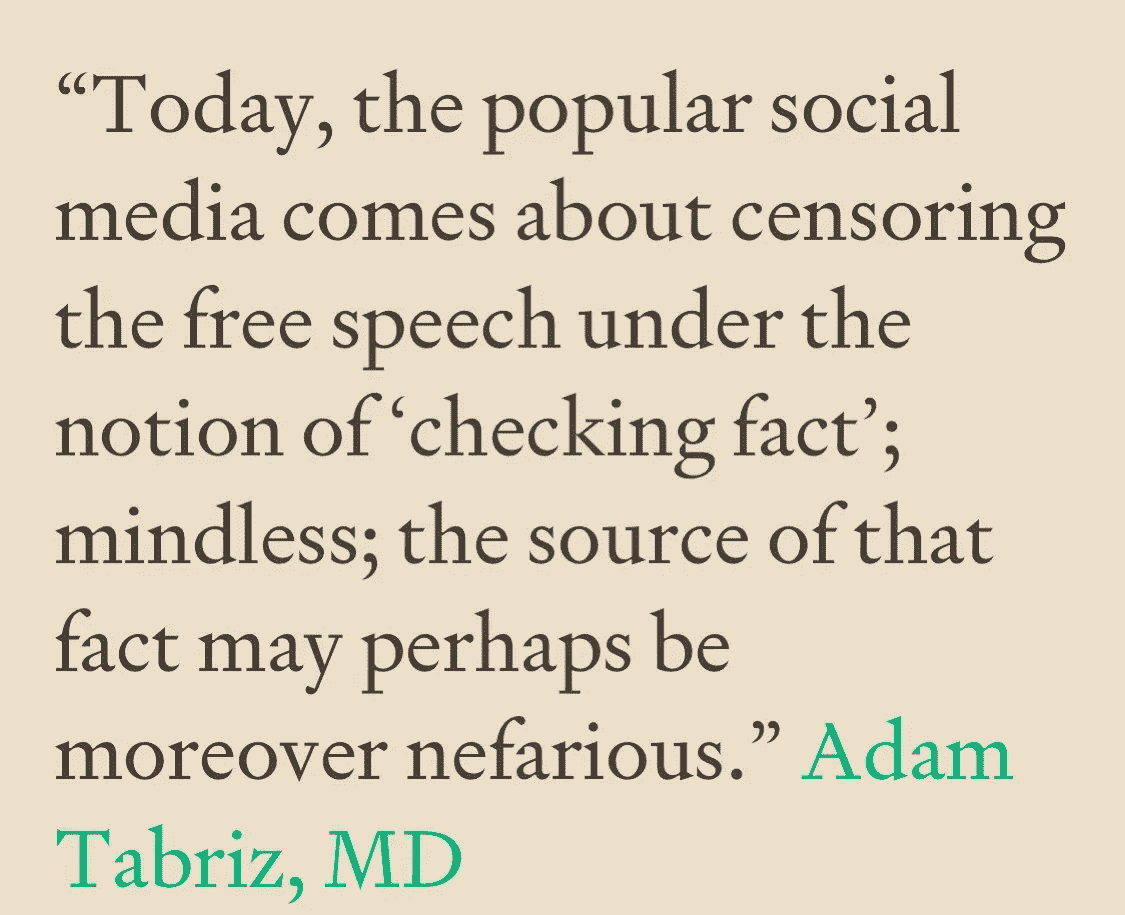 “Today, the popular social
media comes about censoring
the free speech under the
notion of ‘checking fact’;
mindless; the source of that
fact may perhaps be
moreover nefarious.” Adam
Tabriz, MD